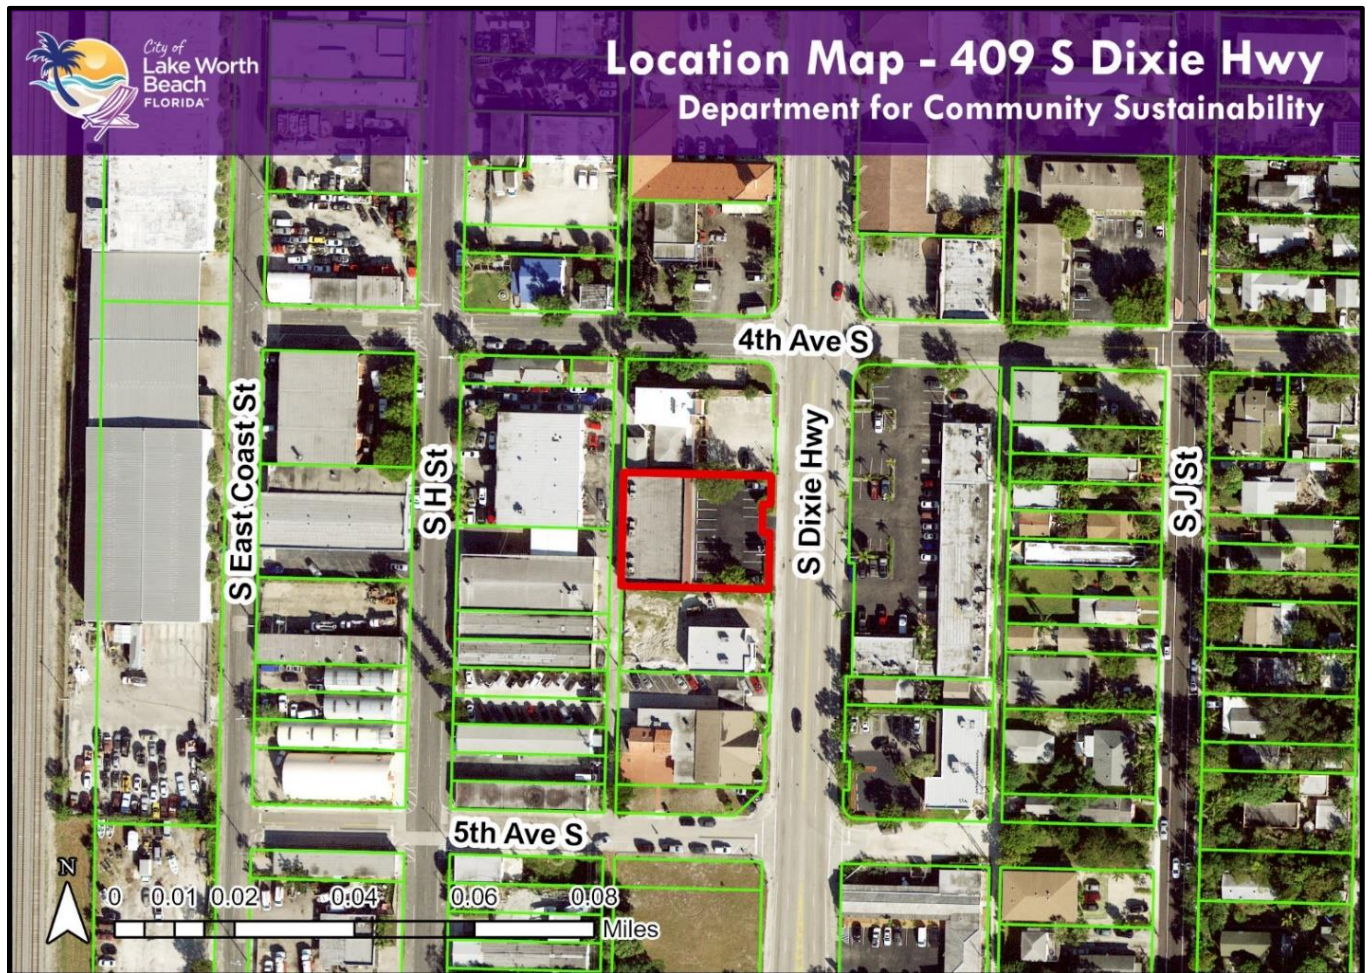 City of
Lake Worth
Beach
FLORIDA™
Location Map - 409 S Dixie Hwy
Department for Community Sustainability
4th Ave S
S East Coast St
S H St
S Dixie Hwy
S J St
5th Ave S
N
0 0.01 0.02 0.04 0.06 0.08
Miles